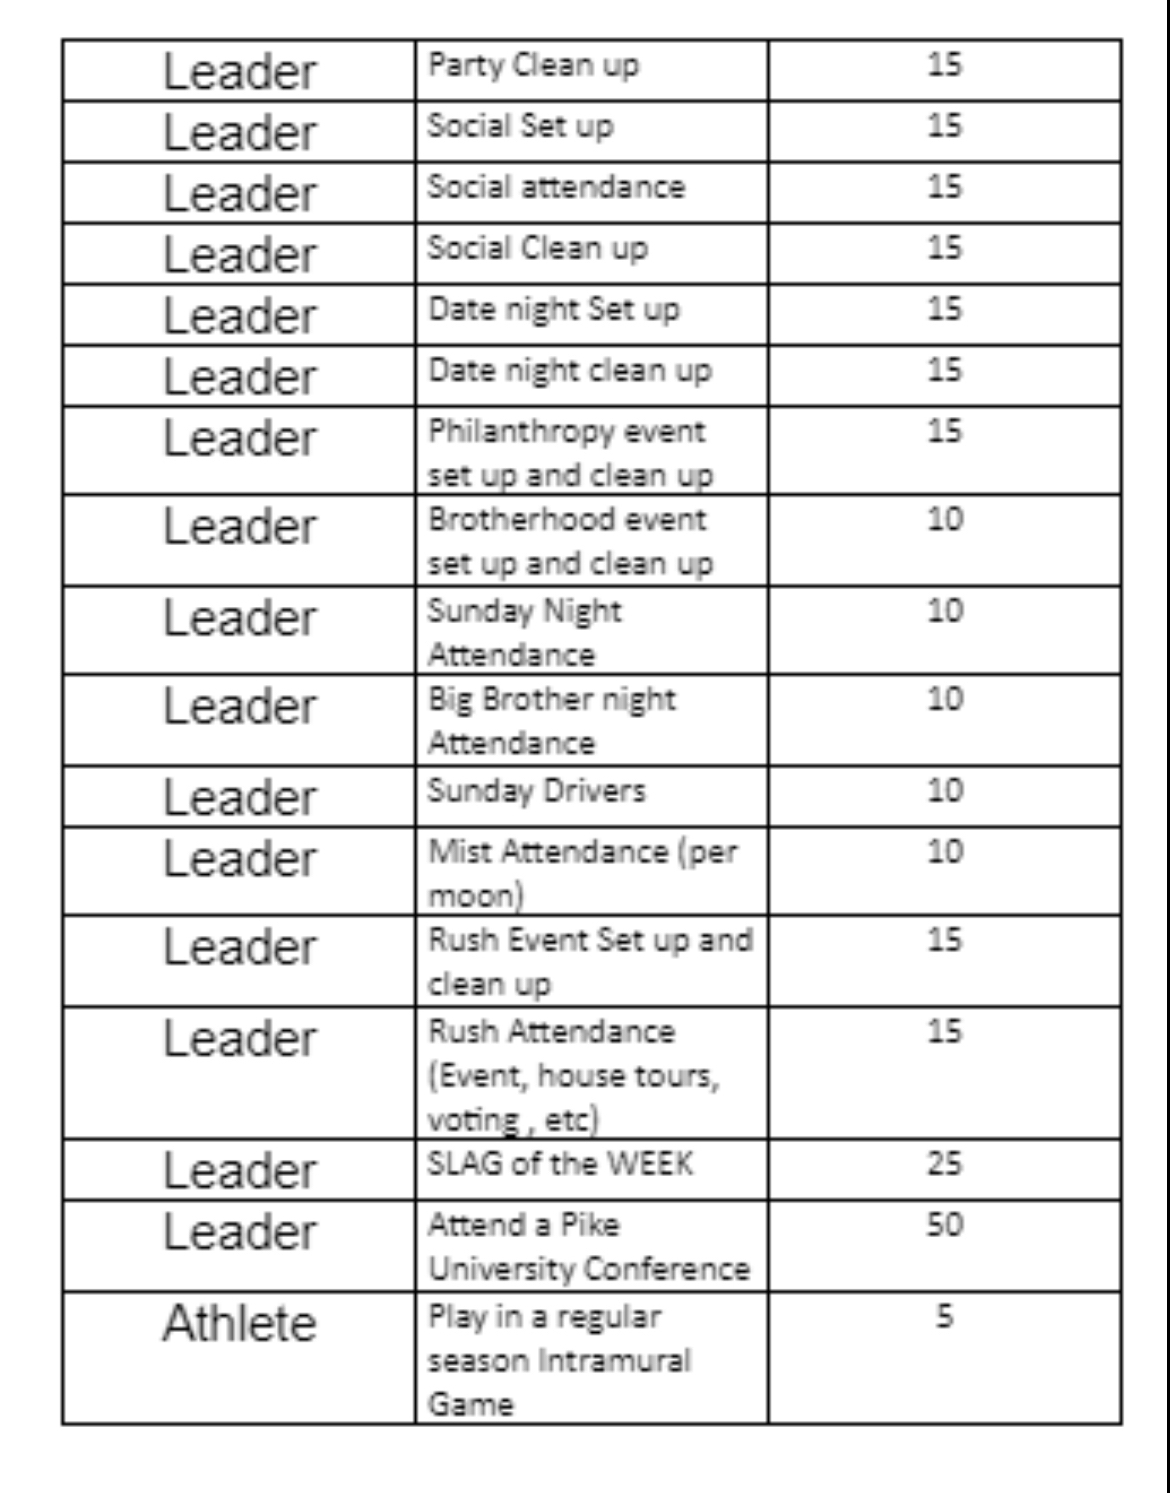 Leader Party Clean up 15
Leader Social Set up 15
Leader Social attendance 15
Leader Social Clean up 15
Leader Date night Set up 15
Leader Date night clean up 15
Leader Philanthropy event 15
set up and clean up
Leader Brotherhood event 10
set up and clean up
Leader Sunday Night 10
Attendance
Leader Big Brother night 10
Attendance
Leader Sunday Drivers 10
Leader Mist Attendance (per 10
moon)
Leader Rush Event Set up and 15
clean up
Leader Rush Attendance 15
(Event, house tours,
voting , etc)
Leader SLAG of the WEEK 25
Leader Attend a Pike 50
University Conference
Athlete Play in a regular 5
season Intramural
Game